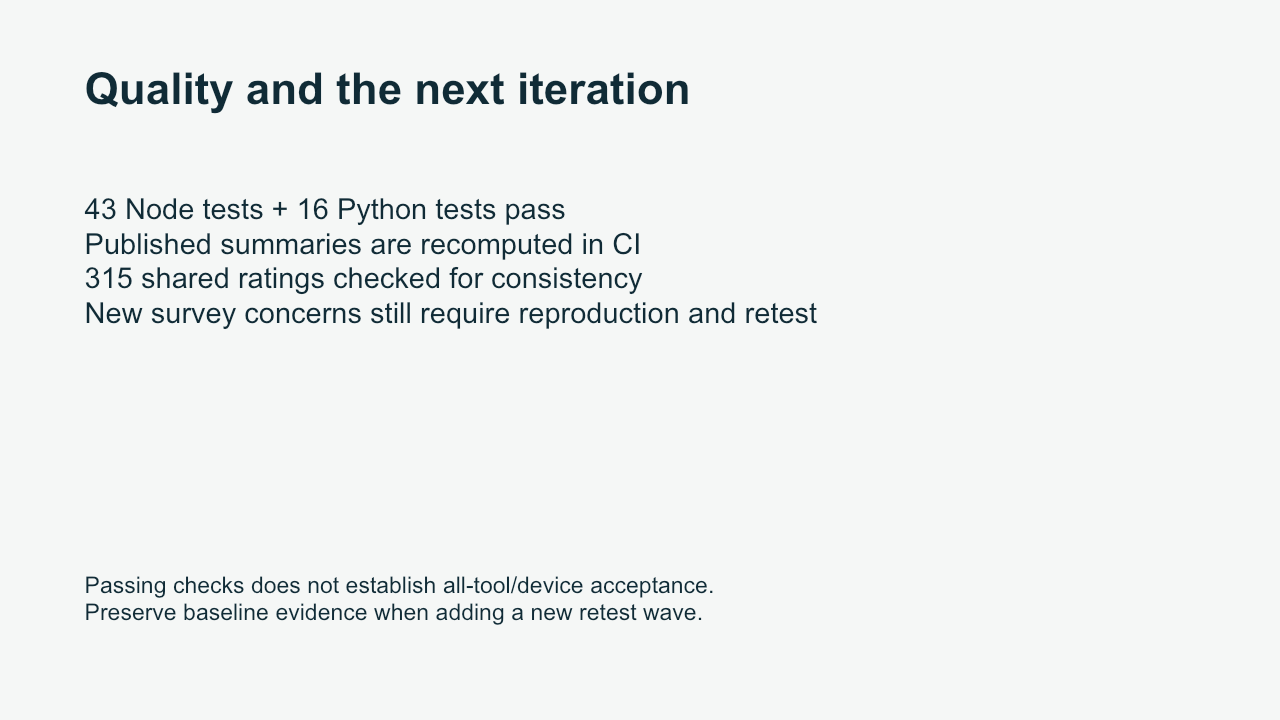 Quality and the next iteration
43 Node tests + 16 Python tests pass
Published summaries are recomputed in CI
315 shared ratings checked for consistency
New survey concerns still require reproduction and retest
Passing checks does not establish all-tool/device acceptance.
Preserve baseline evidence when adding a new retest wave.